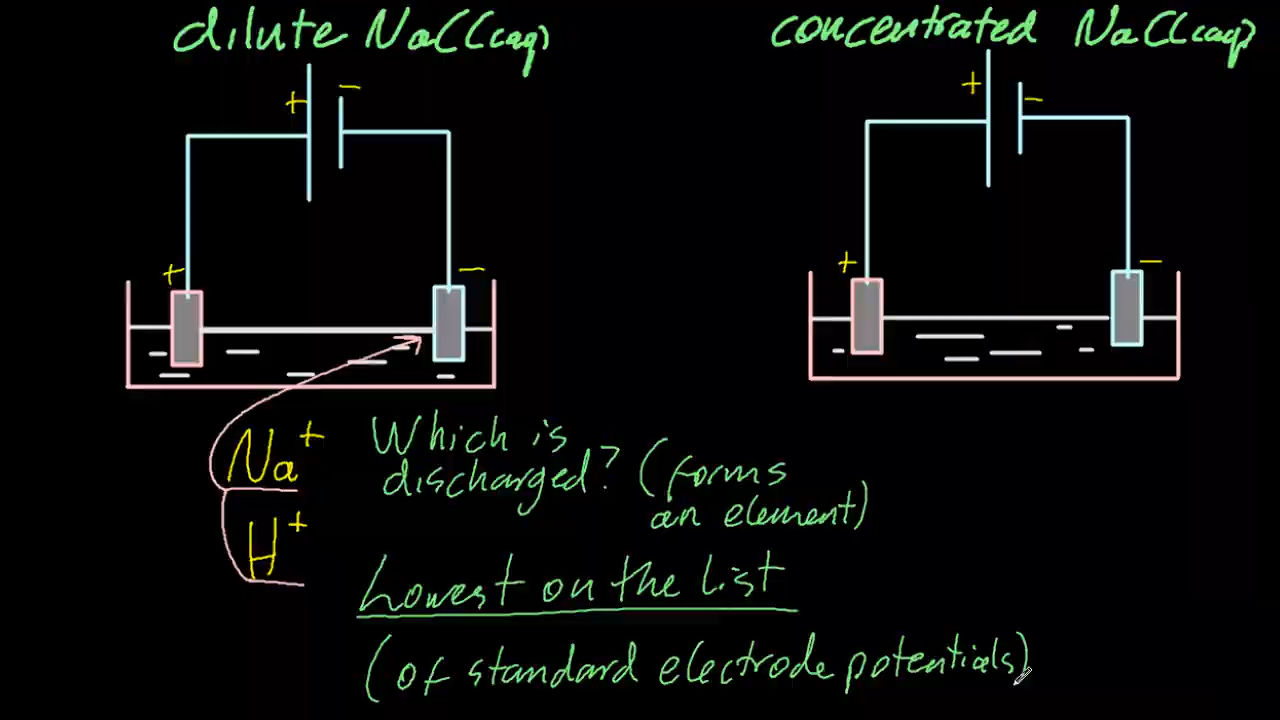 dilute NaCl(aq)
concentrated NaCl(aq)
+ −
+ −
+ −
+ −
Na+
H+
Which is
discharged? (forms
an element)
Lowest on the list
(of standard electrode potentials)